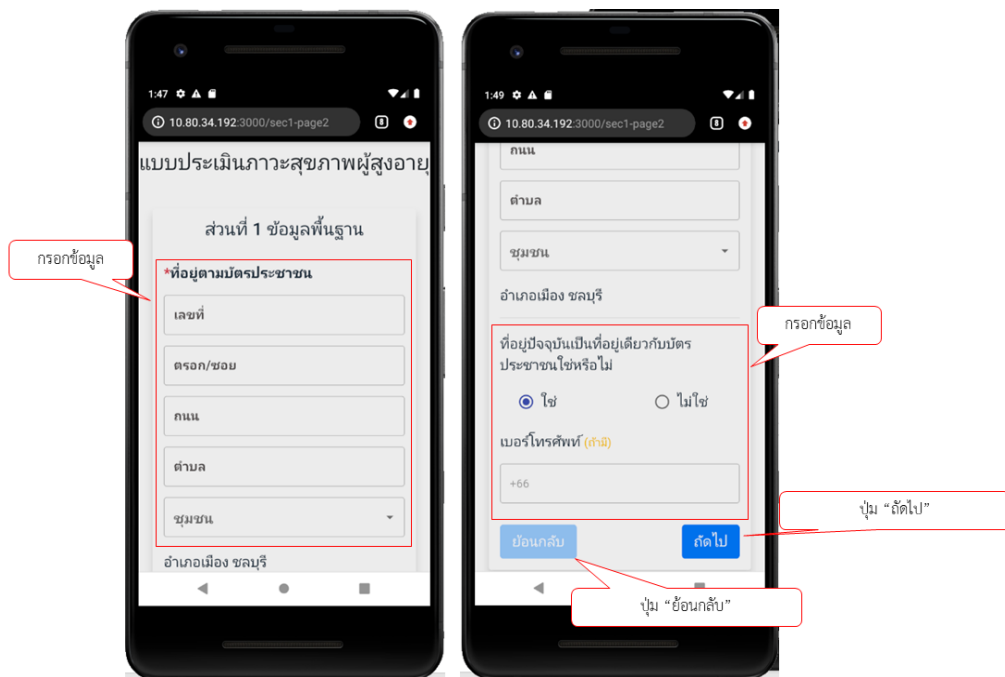 1:47
10.80.34.192:3000/sec1-page2
8
แบบประเมินภาวะสุขภาพผู้สูงอายุ
ส่วนที่ 1 ข้อมูลพื้นฐาน
กรอกข้อมูล
*ที่อยู่ตามบัตรประชาชน
เลขที่
ตรอก/ซอย
ถนน
ตำบล
ชุมชน
อำเภอเมือง ชลบุรี
1:49
10.80.34.192:3000/sec1-page2
8
ถนน
ตำบล
ชุมชน
อำเภอเมือง ชลบุรี
กรอกข้อมูล
ที่อยู่ปัจจุบันเป็นที่อยู่เดียวกับบัตร
ประชาชนใช่หรือไม่
ใช่ ไม่ใช่
เบอร์โทรศัพท์ (ถ้ามี)
+66
ปุ่ม “ถัดไป”
ย้อนกลับ ถัดไป
ปุ่ม “ย้อนกลับ”